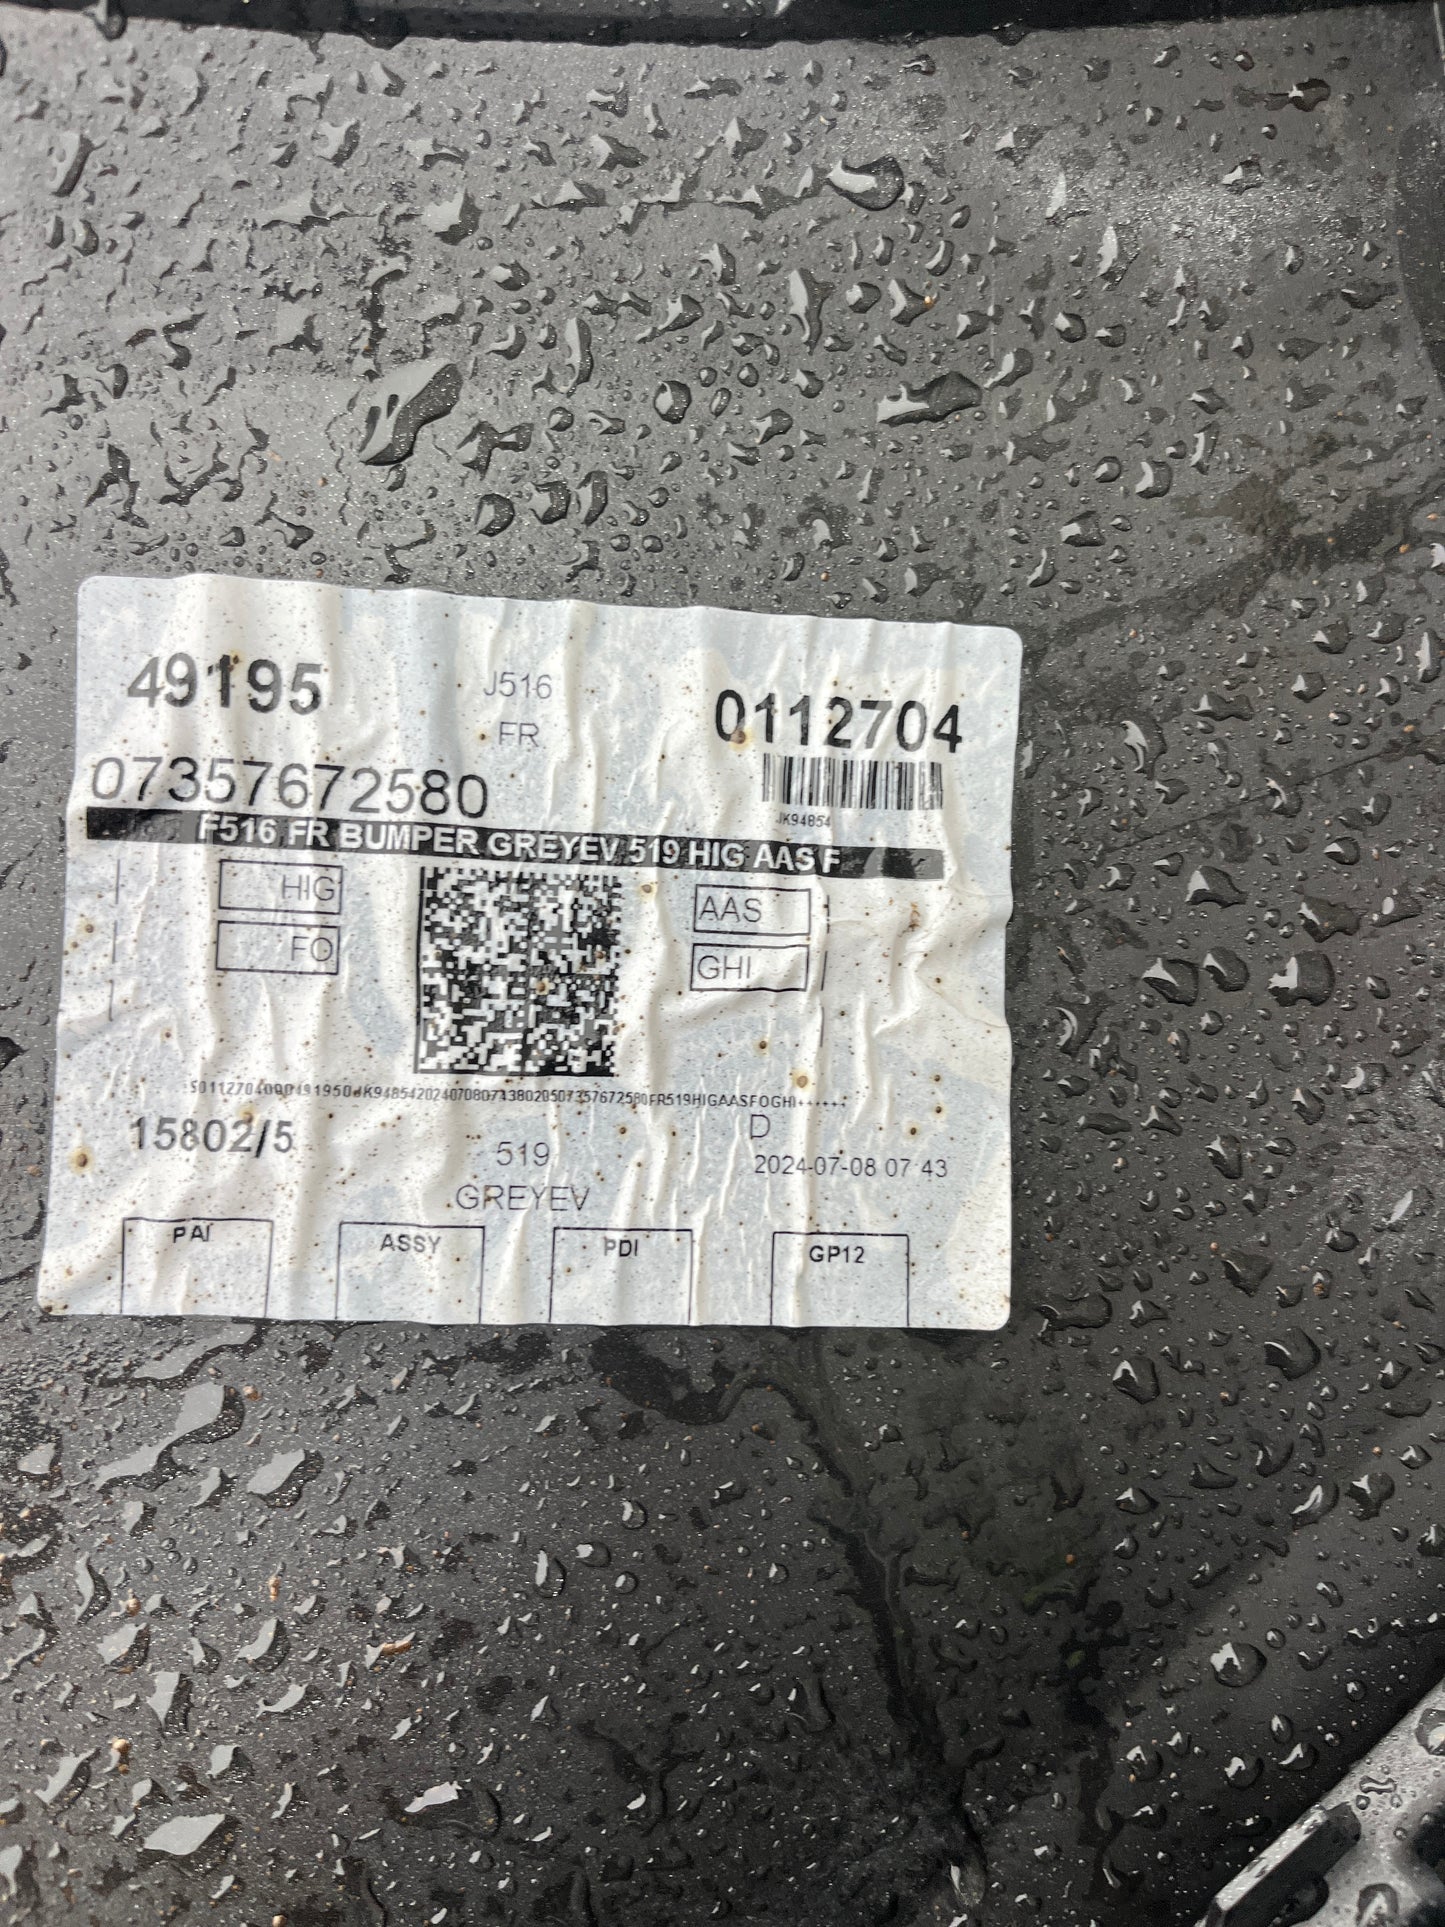 49195
J516
FR
0112704
07357672580
JK94854
F516 FR BUMPER GREYEV 519 HIG AAS F
HIG
AAS
FO
GHI
S0112704000491950JK948542024070807438020507357672580FR519HIGAASFOGHI++++++
15802/5
519
GREYEV
D
2024-07-08 07 43
PAI
ASSY
PDI
GP12